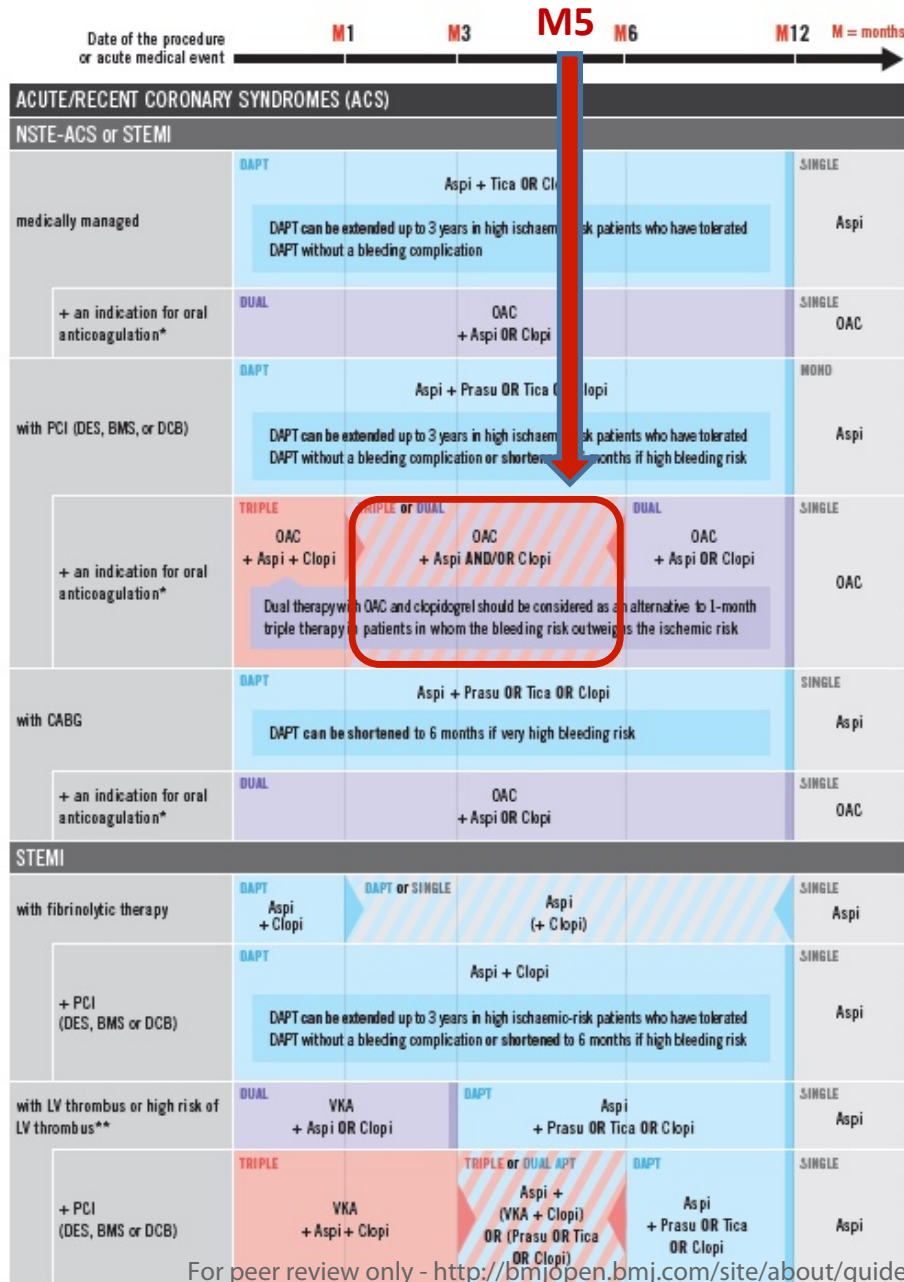 M5
M1 M3 M6 M12 M = months
Date of the procedure
or acute medical event
ACUTE/RECENT CORONARY SYNDROMES (ACS)
NSTE-ACS or STEMI
medically managed
DAPT
Aspi + Tica OR Cl
DAPT can be extended up to 3 years in high ischaem sk patients who have tolerated
DAPT without a bleeding complication
SINGLE
Aspi
+ an indication for oral
anticoagulation*
DUAL
OAC
+ Aspi OR Clopi
SINGLE
OAC
with PCI (DES, BMS, or DCB)
DAPT
Aspi + Prasu OR Tica lopi
DAPT can be extended up to 3 years in high ischaem sk patients who have tolerated
DAPT without a bleeding complication or shortene months if high bleeding risk
MONO
Aspi
+ an indication for oral
anticoagulation*
TRIPLE
OAC
+ Aspi + Clopi
TRIPLE or DUAL
OAC
+ Aspi AND/OR Clopi
DUAL
OAC
+ Aspi OR Clopi
Dual therapy with OAC and clopidogrel should be considered as an alternative to 1-month
triple therapy in patients in whom the bleeding risk outweighs the ischemic risk
SINGLE
OAC
with CABG
DAPT
Aspi + Prasu OR Tica OR Clopi
DAPT can be shortened to 6 months if very high bleeding risk
SINGLE
Aspi
+ an indication for oral
anticoagulation*
DUAL
OAC
+ Aspi OR Clopi
SINGLE
OAC
STEMI
with fibrinolytic therapy
DAPT
Aspi
+ Clopi
DAPT or SINGLE
Aspi
(+ Clopi)
SINGLE
Aspi
+ PCI
(DES, BMS or DCB)
DAPT
Aspi + Clopi
DAPT can be extended up to 3 years in high ischaemic-risk patients who have tolerated
DAPT without a bleeding complication or shortened to 6 months if high bleeding risk
SINGLE
Aspi
with LV thrombus or high risk of
LV thrombus**
DUAL
VKA
+ Aspi OR Clopi
DAPT
Aspi
+ Prasu OR Tica OR Clopi
SINGLE
Aspi
+ PCI
(DES, BMS or DCB)
TRIPLE
VKA
+ Aspi + Clopi
TRIPLE or DUAL APT
Aspi +
(VKA + Clopi)
OR (Prasu OR Tica
OR Clopi)
DAPT
Aspi
+ Prasu OR Tica
OR Clopi
SINGLE
Aspi
For peer review only - http://bmjopen.bmj.com/site/about/guide